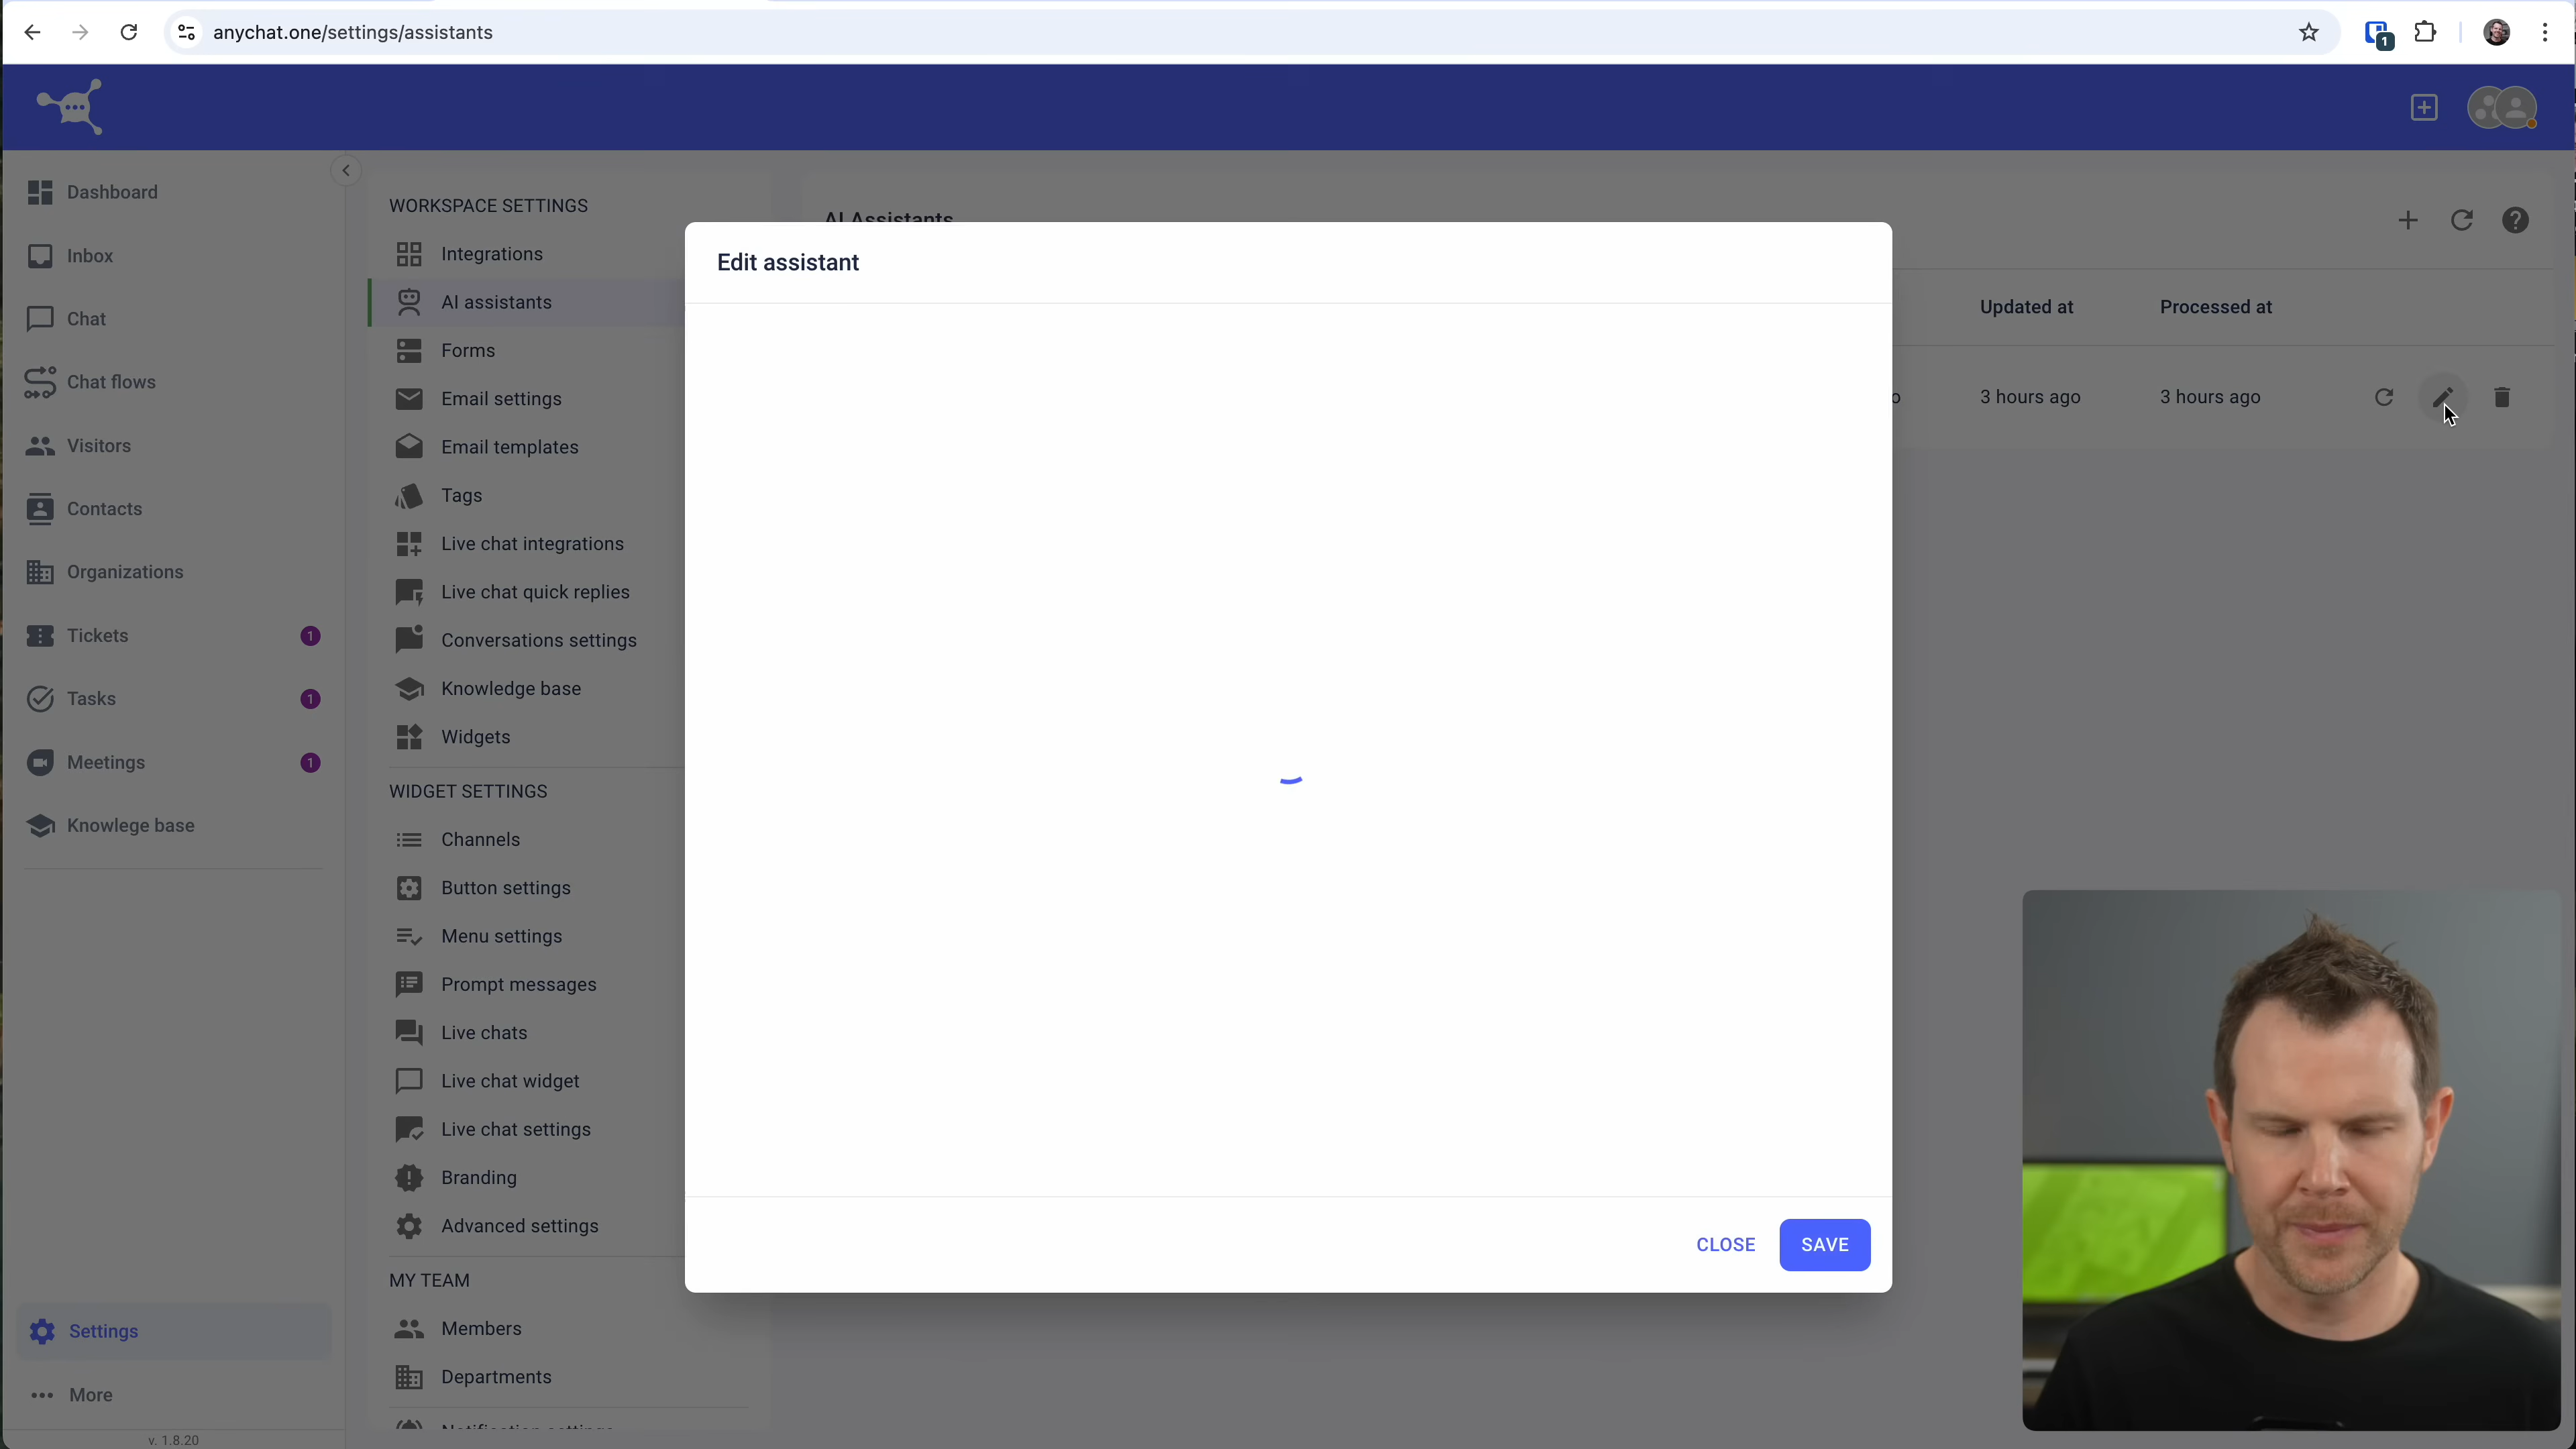 anychat.one/settings/assistants
1
Dashboard
Inbox
Chat
Chat flows
Visitors
Contacts
Organizations
Tickets 1
Tasks 1
Meetings 1
Knowlege base
Settings
More
v. 1.8.20
WORKSPACE SETTINGS
Integrations
AI assistants
Forms
Email settings
Email templates
Tags
Live chat integrations
Live chat quick replies
Conversations settings
Knowledge base
Widgets
WIDGET SETTINGS
Channels
Button settings
Menu settings
Prompt messages
Live chats
Live chat widget
Live chat settings
Branding
Advanced settings
MY TEAM
Members
Departments
Notification settings
AI Assistants
Updated at Processed at
o 3 hours ago 3 hours ago
Edit assistant
CLOSE SAVE